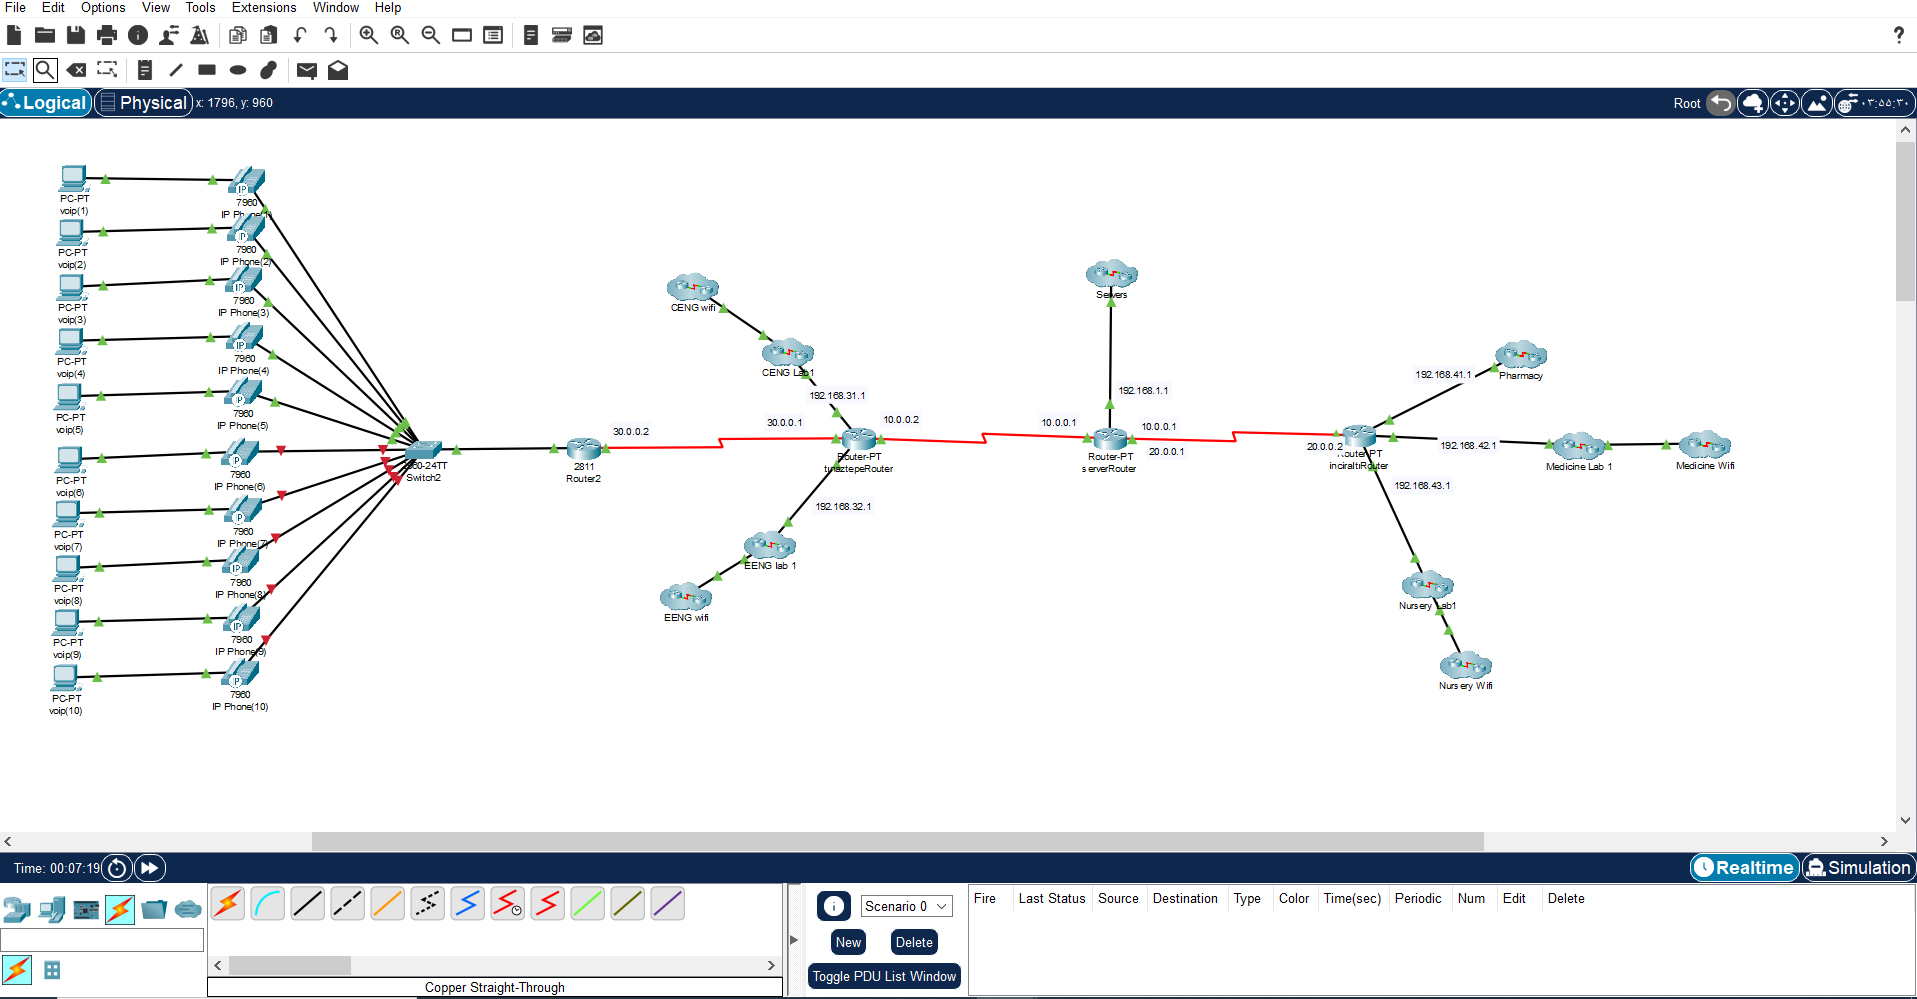 File Edit Options View Tools Extensions Window Help
Logical Physical x: 1796, y: 960 Root ۰۳:۵۵:۳۰
PC-PT
voip(1)
7960
IP Phone(1)
PC-PT
voip(2)
7960
IP Phone(2)
PC-PT
voip(3)
7960
IP Phone(3)
PC-PT
voip(4)
7960
IP Phone(4)
PC-PT
voip(5)
7960
IP Phone(5)
PC-PT
voip(6)
7960
IP Phone(6)
PC-PT
voip(7)
7960
IP Phone(7)
PC-PT
voip(8)
7960
IP Phone(8)
PC-PT
voip(9)
7960
IP Phone(9)
PC-PT
voip(10)
7960
IP Phone(10)
Switch2
2811
Router2
30.0.0.2
CENG wifi
CENG Lab1
192.168.31.1
30.0.0.1
10.0.0.2
Router-PT
192.168.32.1
EENG lab 1
EENG wifi
Servers
192.168.1.1
10.0.0.1
10.0.0.1
Router-PT
serverRouter
20.0.0.1
20.0.0.2
Router-PT
inciraltiRouter
192.168.41.1
Pharmacy
192.168.42.1
Medicine Lab 1
Medicine Wifi
192.168.43.1
Nursery Lab1
Nursery Wifi
Time: 00:07:19
Realtime Simulation
Scenario 0
New Delete
Toggle PDU List Window
Fire Last Status Source Destination Type Color Time(sec) Periodic Num Edit Delete
Copper Straight-Through